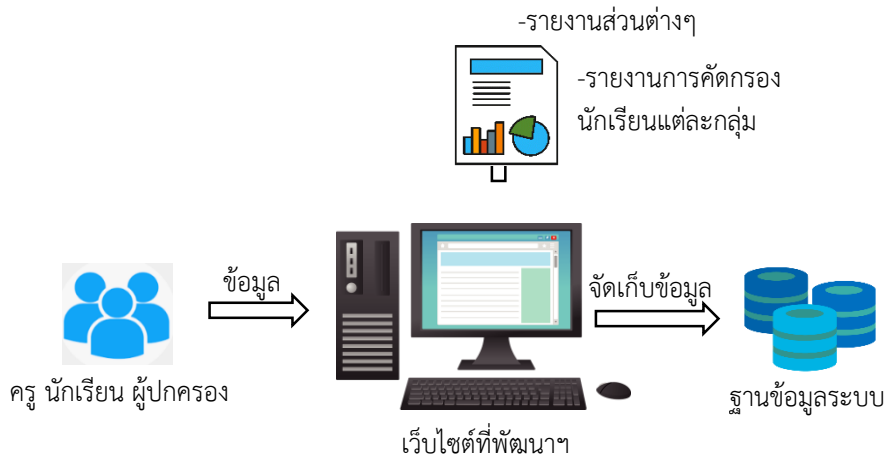 -รายงานส่วนต่างๆ
-รายงานการคัดกรอง
นักเรียนแต่ละกลุ่ม
ข้อมูล
จัดเก็บข้อมูล
ครู นักเรียน ผู้ปกครอง
ฐานข้อมูลระบบ
เว็บไซต์ที่พัฒนาฯ